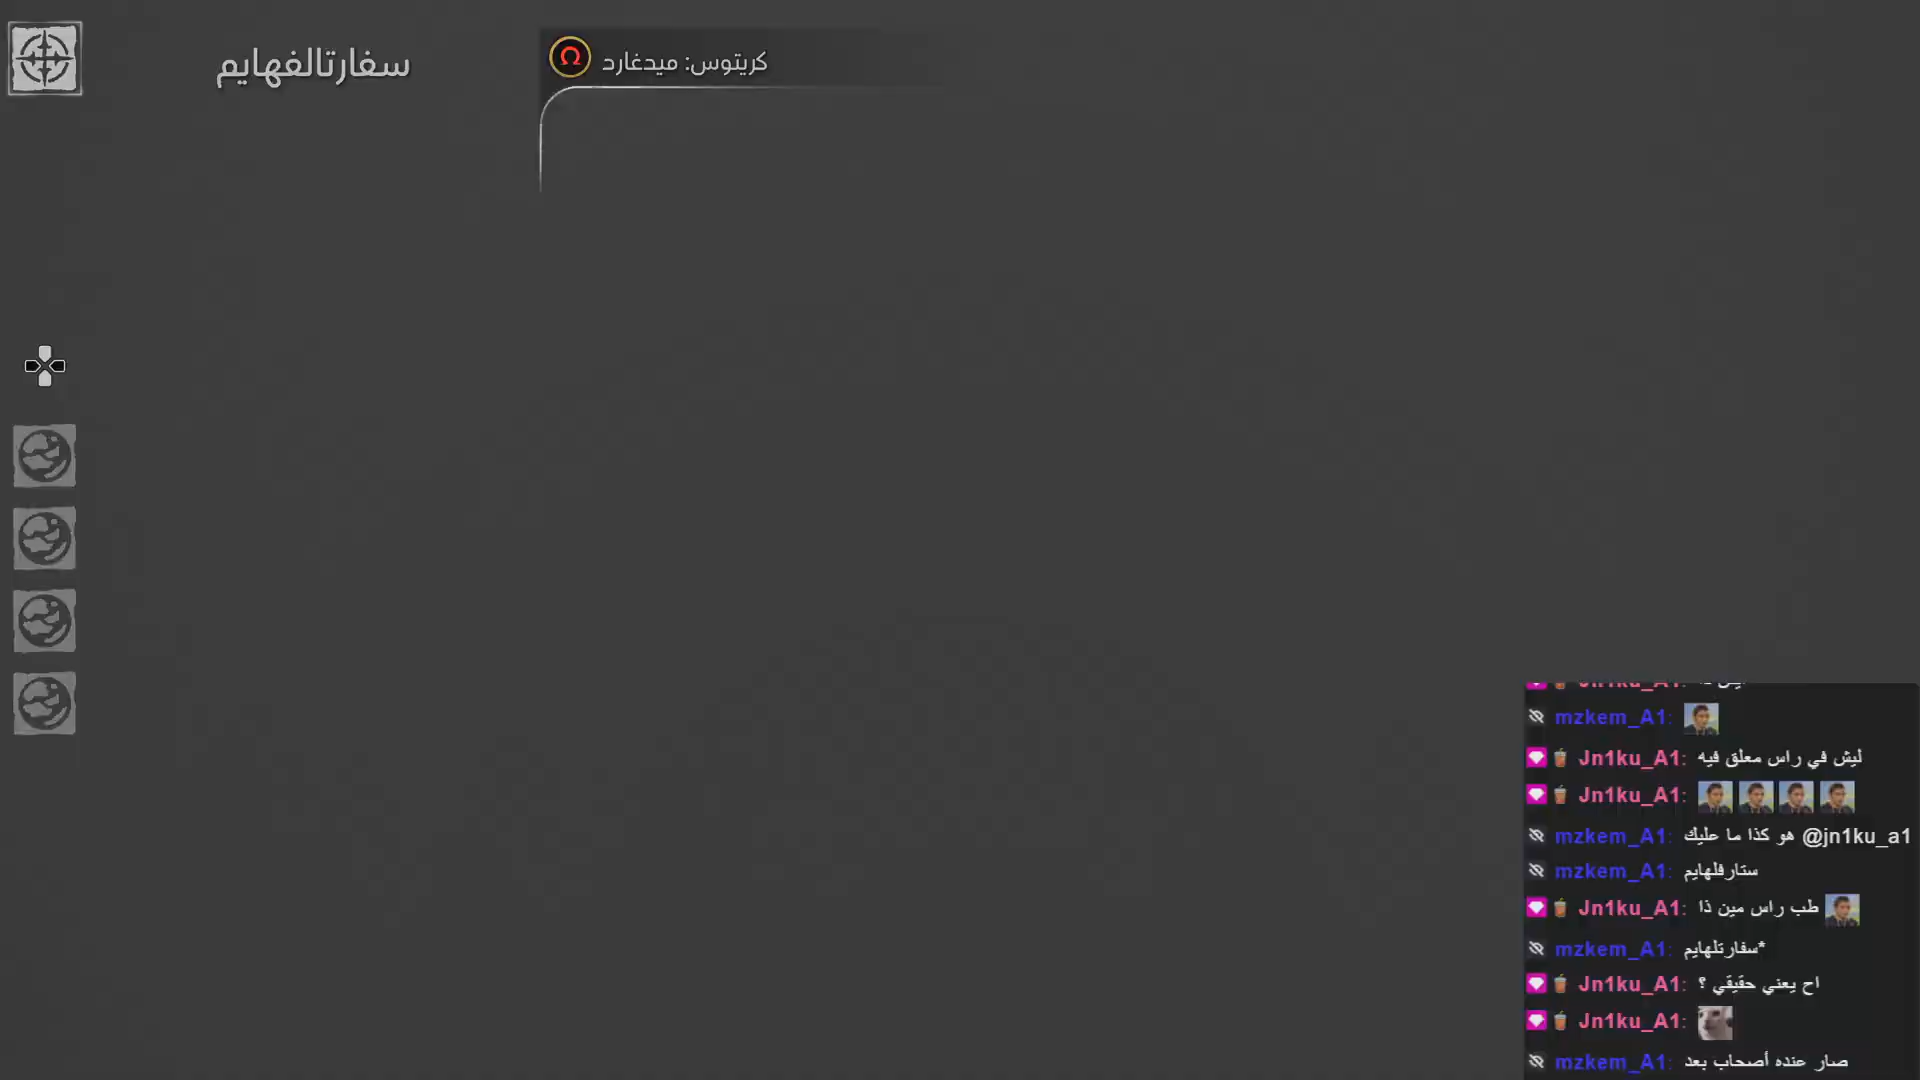 سفارتالفهايم
كريتوس: ميدغارد
Jn1ku_A1:
mzkem_A1:
Jn1ku_A1: ليش في راس معلق فيه
Jn1ku_A1:
mzkem_A1: هو كذا ما عليك @jn1ku_a1
mzkem_A1: ستارفلهايم
Jn1ku_A1: طب راس مين ذا
mzkem_A1: سفارتلهايم*
Jn1ku_A1: اح يعني حقيقي ؟
Jn1ku_A1:
mzkem_A1: صار عنده أصحاب بعد